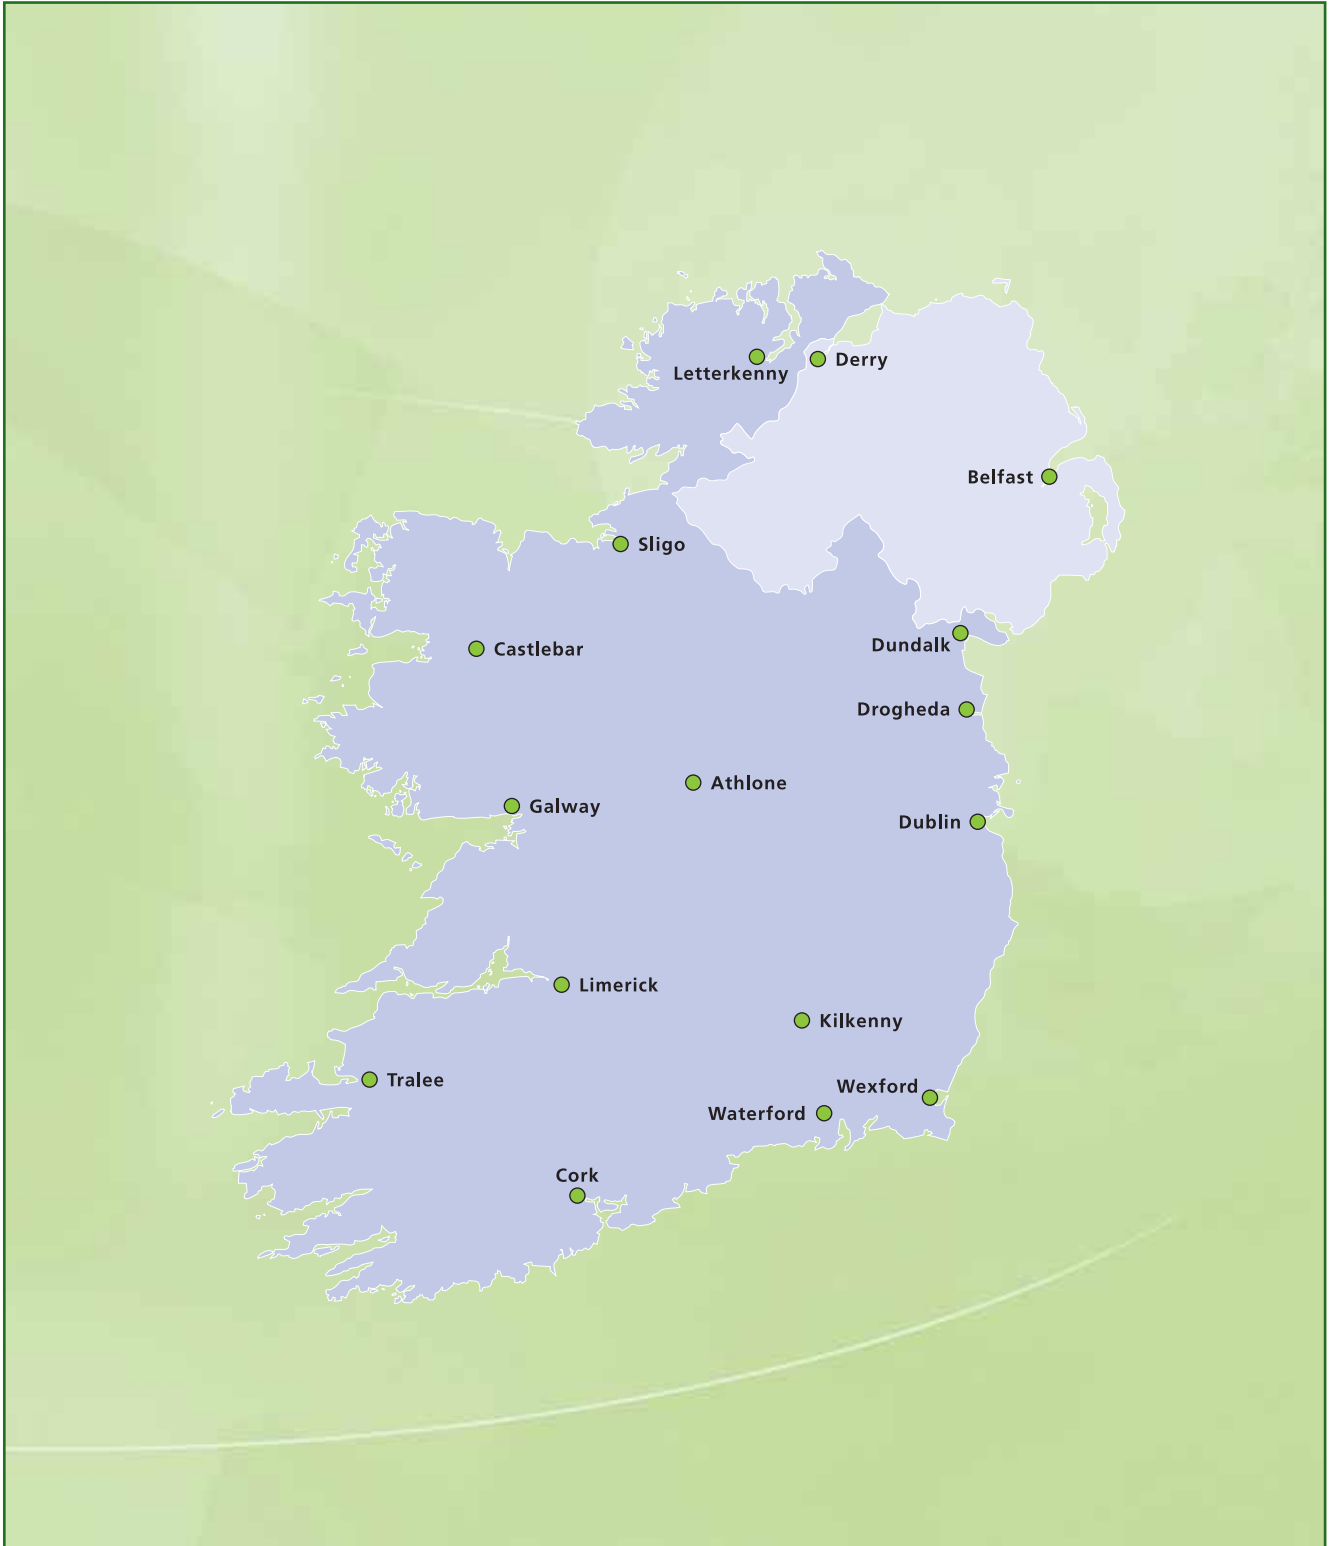 Derry
Letterkenny
Belfast
Sligo
Dundalk
Castlebar
Drogheda
Athlone
Galway
Dublin
Limerick
Kilkenny
Tralee
Wexford
Waterford
Cork